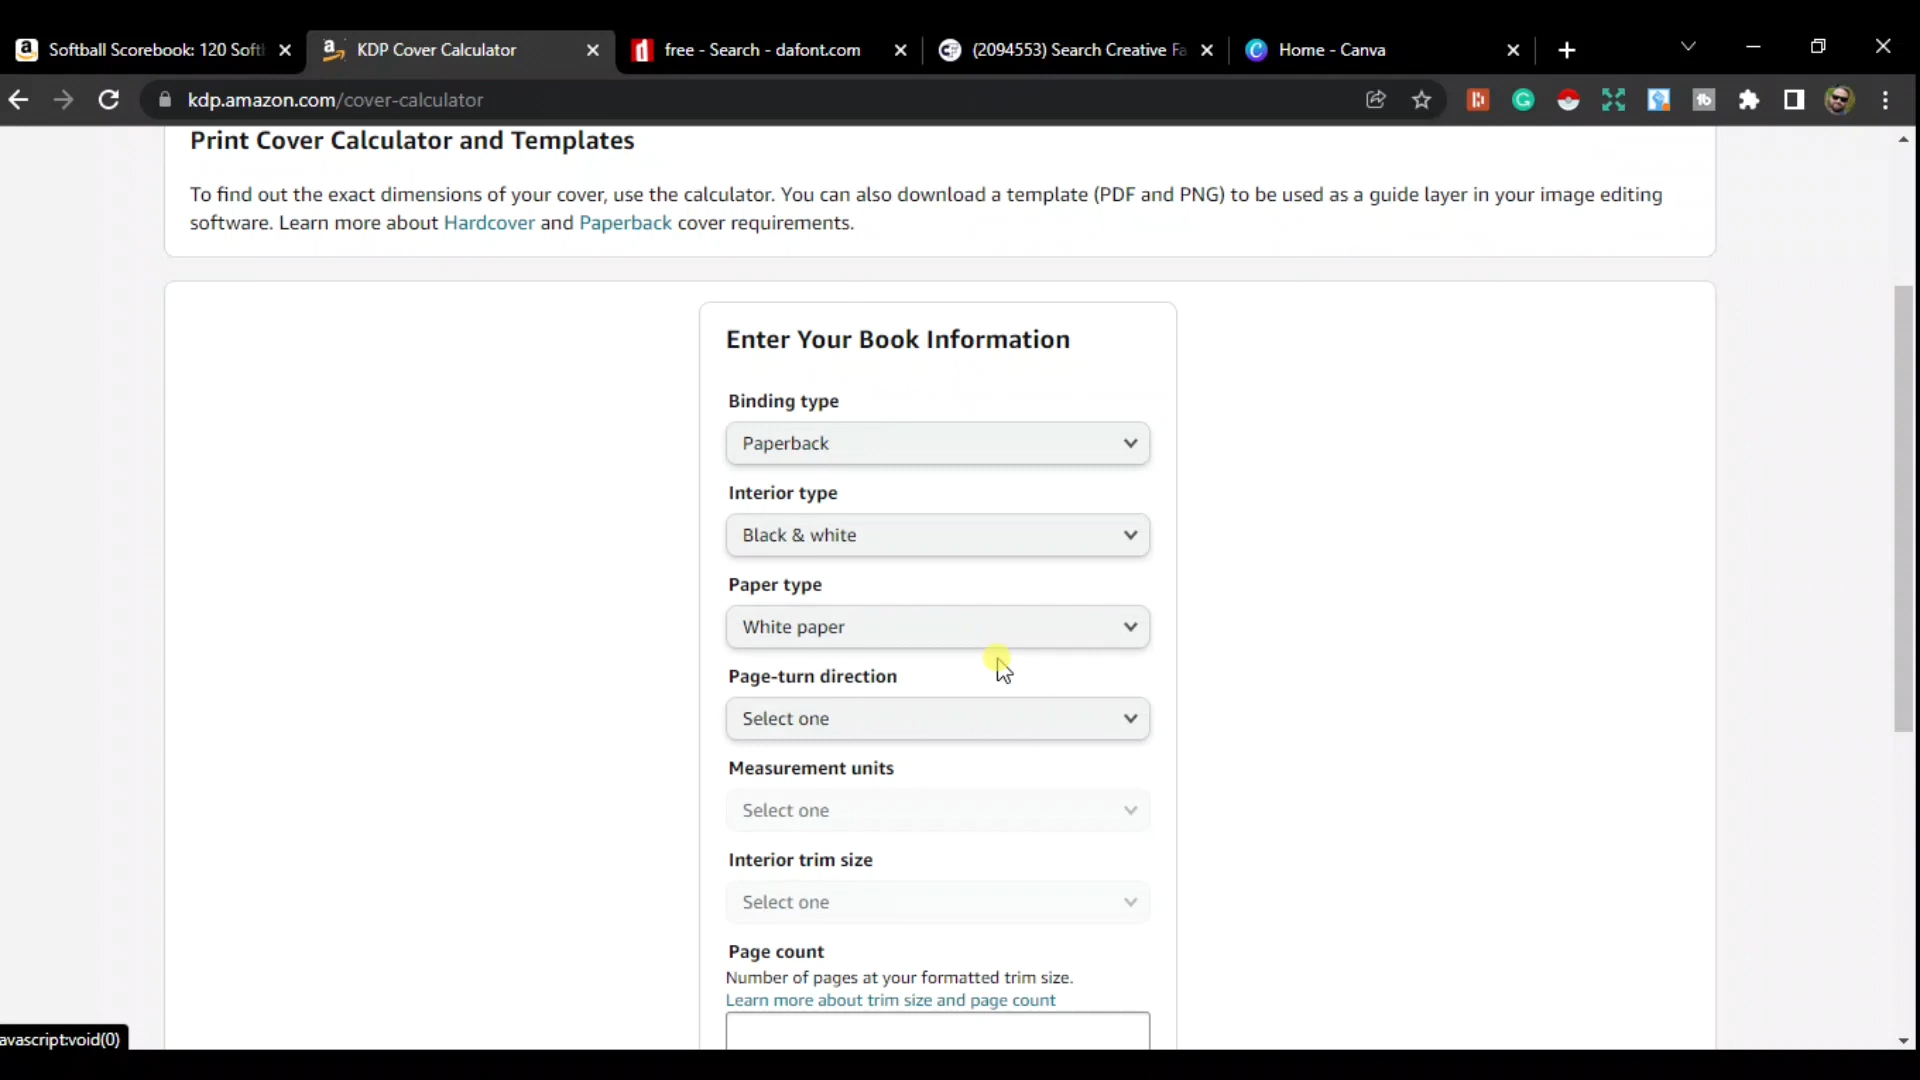 Softball Scorebook: 120 Soft
KDP Cover Calculator
free - Search - dafont.com
(2094553) Search Creative Fa
Home - Canva
kdp.amazon.com/cover-calculator
Print Cover Calculator and Templates
To find out the exact dimensions of your cover, use the calculator. You can also download a template (PDF and PNG) to be used as a guide layer in your image editing
software. Learn more about Hardcover and Paperback cover requirements.
Enter Your Book Information
Binding type
Paperback
Interior type
Black & white
Paper type
White paper
Page-turn direction
Select one
Measurement units
Select one
Interior trim size
Select one
Page count
Number of pages at your formatted trim size.
Learn more about trim size and page count
avascript:void(0)